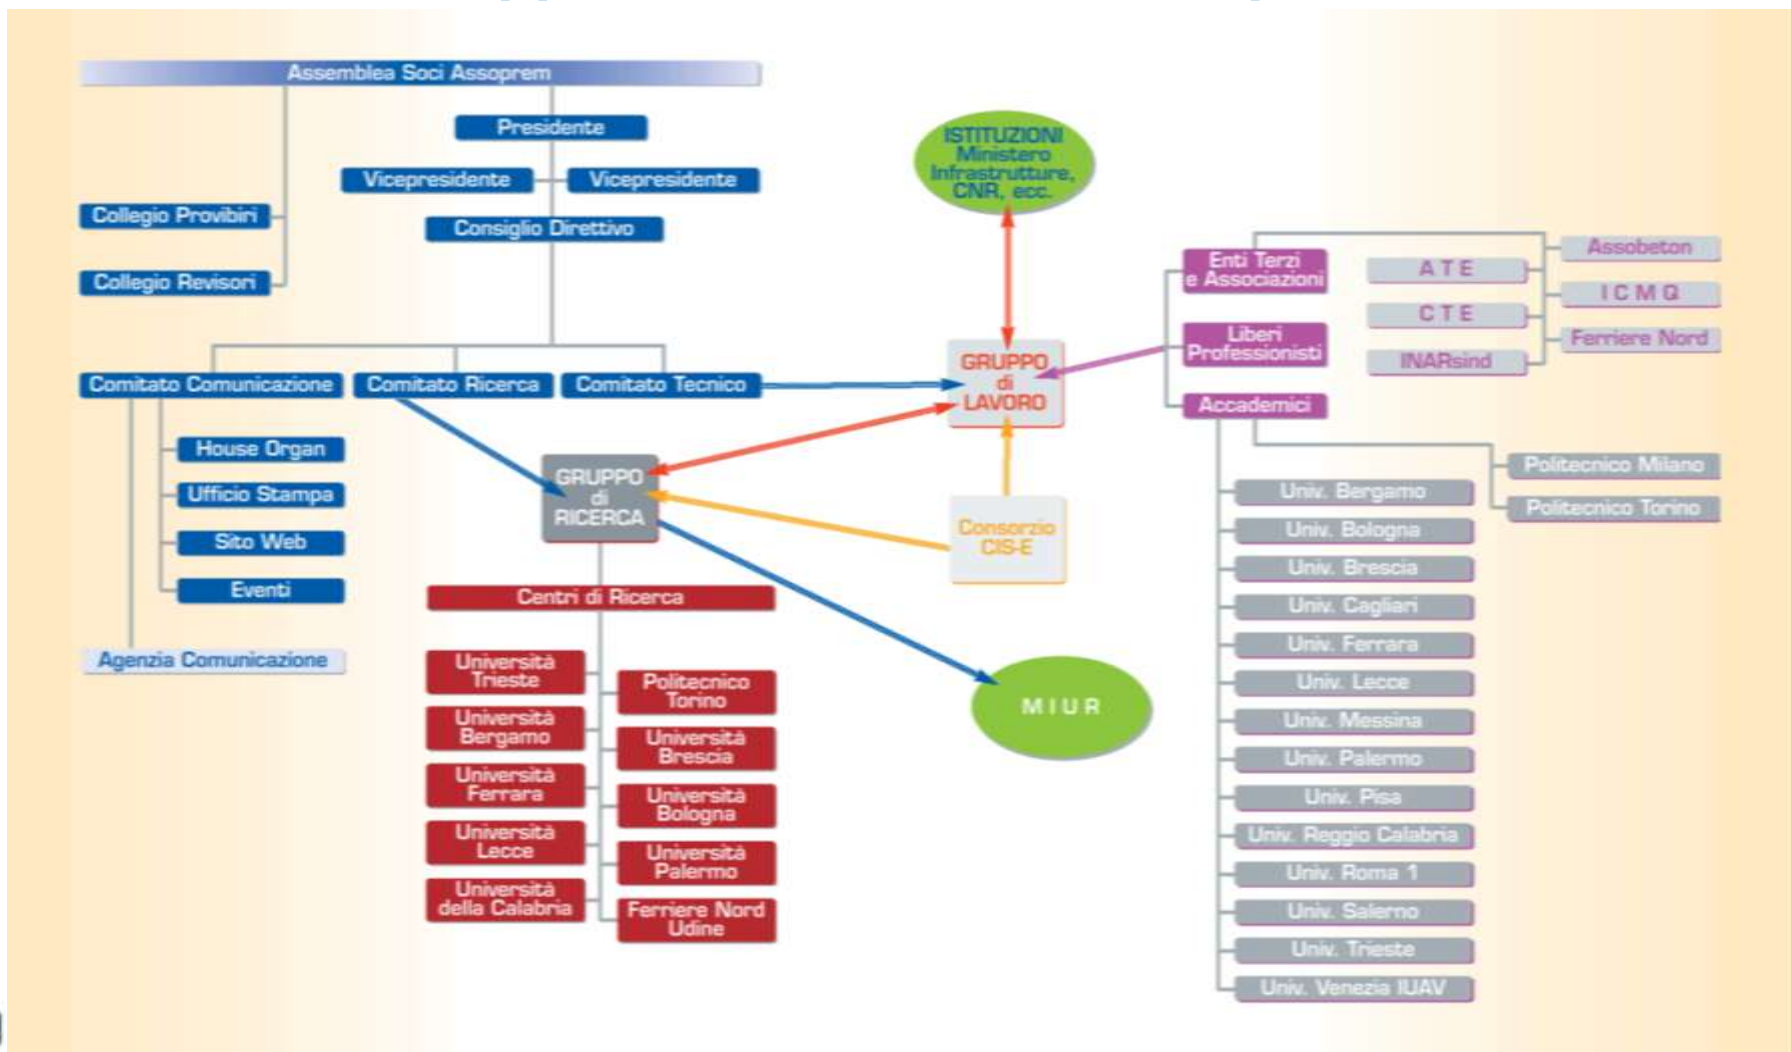 Assemblea Soci Assoprem
Presidente
Vicepresidente
Vicepresidente
Collegio Provibiri
Consiglio Direttivo
Collegio Revisori
Comitato Comunicazione
Comitato Ricerca
Comitato Tecnico
House Organ
Ufficio Stampa
Sito Web
Eventi
Agenzia Comunicazione
GRUPPO
di
RICERCA
Centri di Ricerca
Università
Trieste
Università
Bergamo
Università
Ferrara
Università
Lecce
Università
della Calabria
Politecnico
Torino
Università
Brescia
Università
Bologna
Università
Palermo
Ferriere Nord
Udine
ISTITUZIONI
Ministero
Infrastrutture,
CNR, ecc.
GRUPPO
di
LAVORO
Consorzio
CIS-E
M I U R
Enti Terzi
e Associazioni
Liberi
Professionisti
Accademici
A T E
C T E
INARsind
Assobeton
I C M Q
Ferriere Nord
Politecnico Milano
Politecnico Torino
Univ. Bergamo
Univ. Bologna
Univ. Brescia
Univ. Cagliari
Univ. Ferrara
Univ. Lecce
Univ. Messina
Univ. Palermo
Univ. Pisa
Univ. Reggio Calabria
Univ. Roma 1
Univ. Salerno
Univ. Trieste
Univ. Venezia IUAV